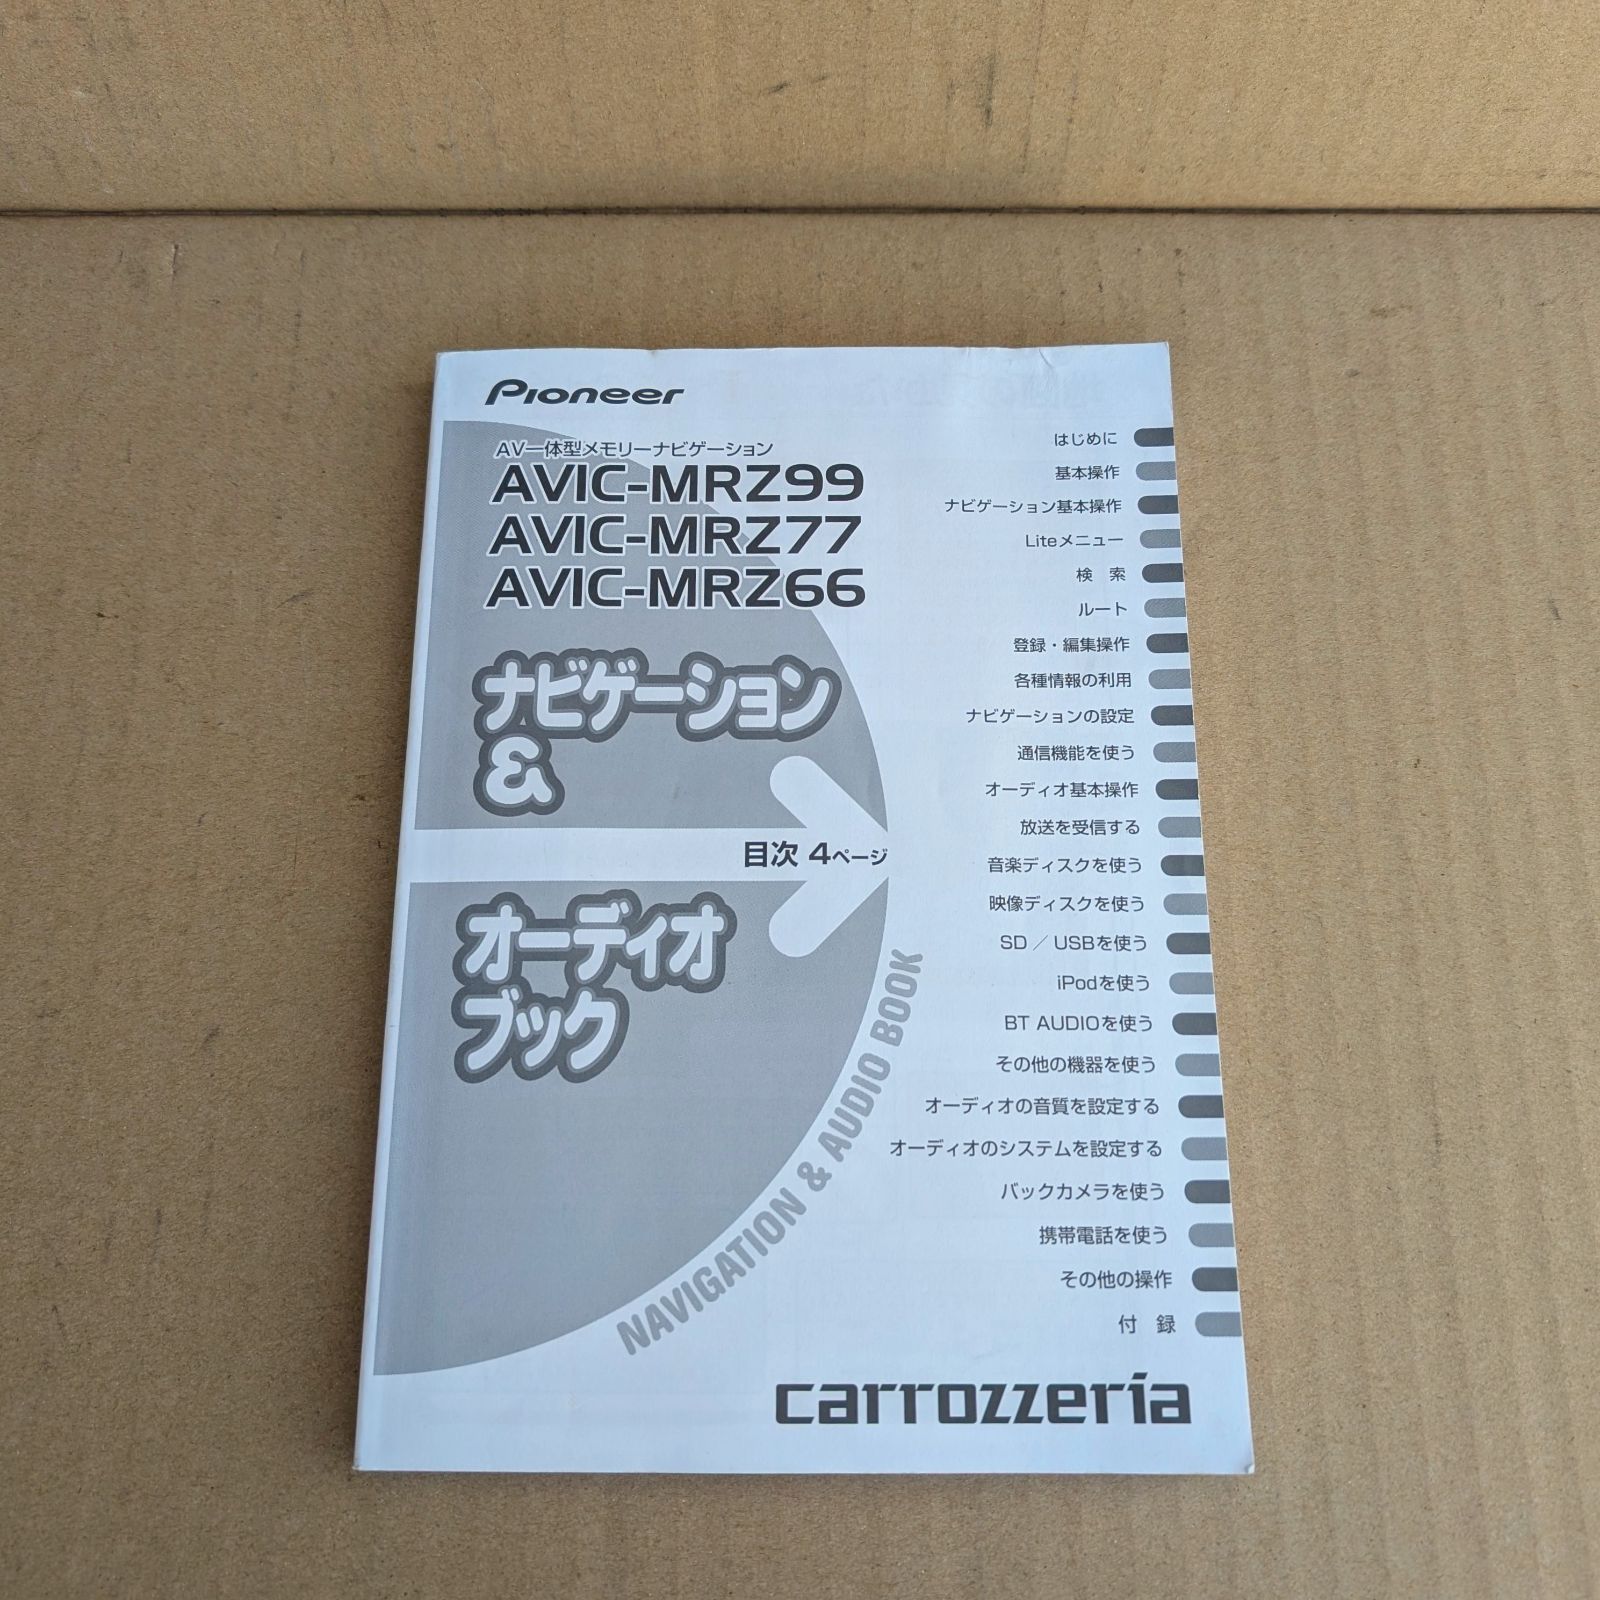 Pioneer
AV一体型メモリーナビゲーション
AVIC-MRZ99
AVIC-MRZ77
AVIC-MRZ66
ナビゲーション
&
目次 4ページ
オーディオ
ブック
NAVIGATION & AUDIO BOOK
はじめに
基本操作
ナビゲーション基本操作
Liteメニュー
検 索
ルート
登録・編集操作
各種情報の利用
ナビゲーションの設定
通信機能を使う
オーディオ基本操作
放送を受信する
音楽ディスクを使う
映像ディスクを使う
SD／USBを使う
iPodを使う
BT AUDIOを使う
その他の機器を使う
オーディオの音質を設定する
オーディオのシステムを設定する
バックカメラを使う
携帯電話を使う
その他の操作
付 録
carrozzeria